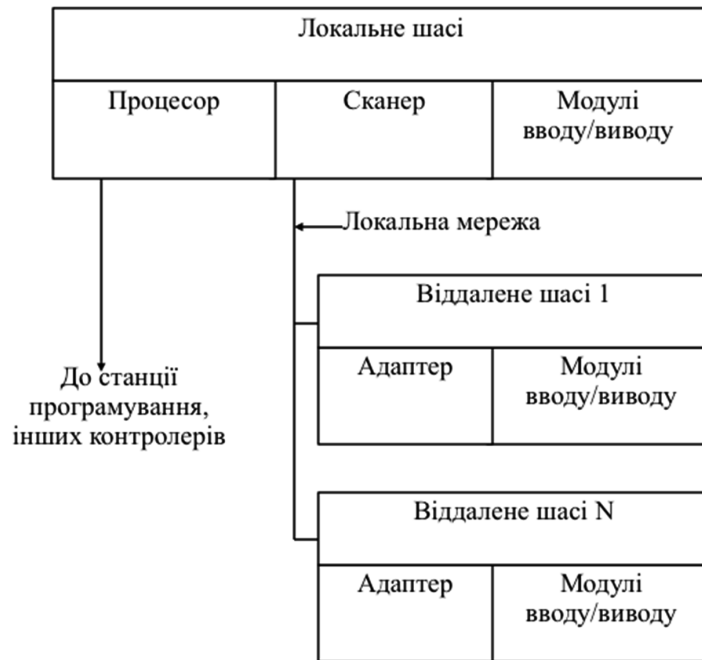 Локальне шасі
Процесор
Сканер
Модулі
вводу/виводу
Локальна мережа
Віддалене шасі 1
Адаптер
Модулі
вводу/виводу
До станції
програмування,
інших контролерів
Віддалене шасі N
Адаптер
Модулі
вводу/виводу